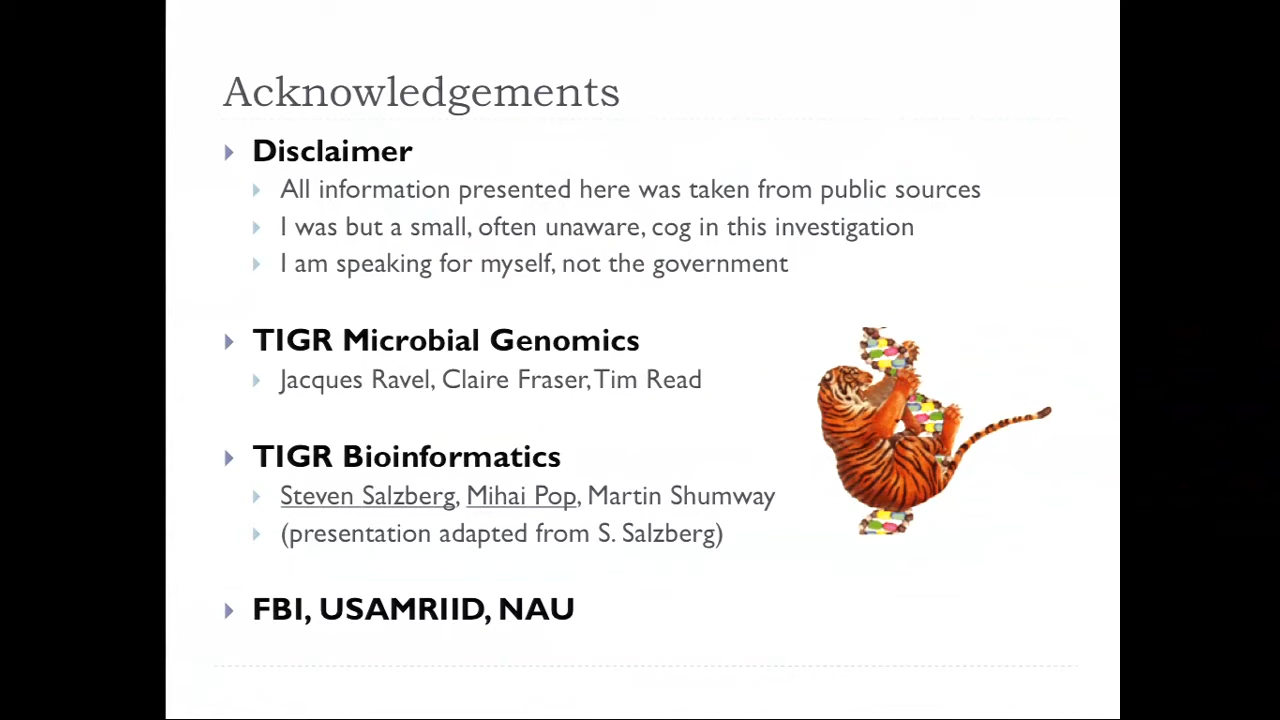 Acknowledgements
Disclaimer
All information presented here was taken from public sources
I was but a small, often unaware, cog in this investigation
I am speaking for myself, not the government
TIGR Microbial Genomics
Jacques Ravel, Claire Fraser, Tim Read
TIGR Bioinformatics
Steven Salzberg, Mihai Pop, Martin Shumway
(presentation adapted from S. Salzberg)
FBI, USAMRIID, NAU